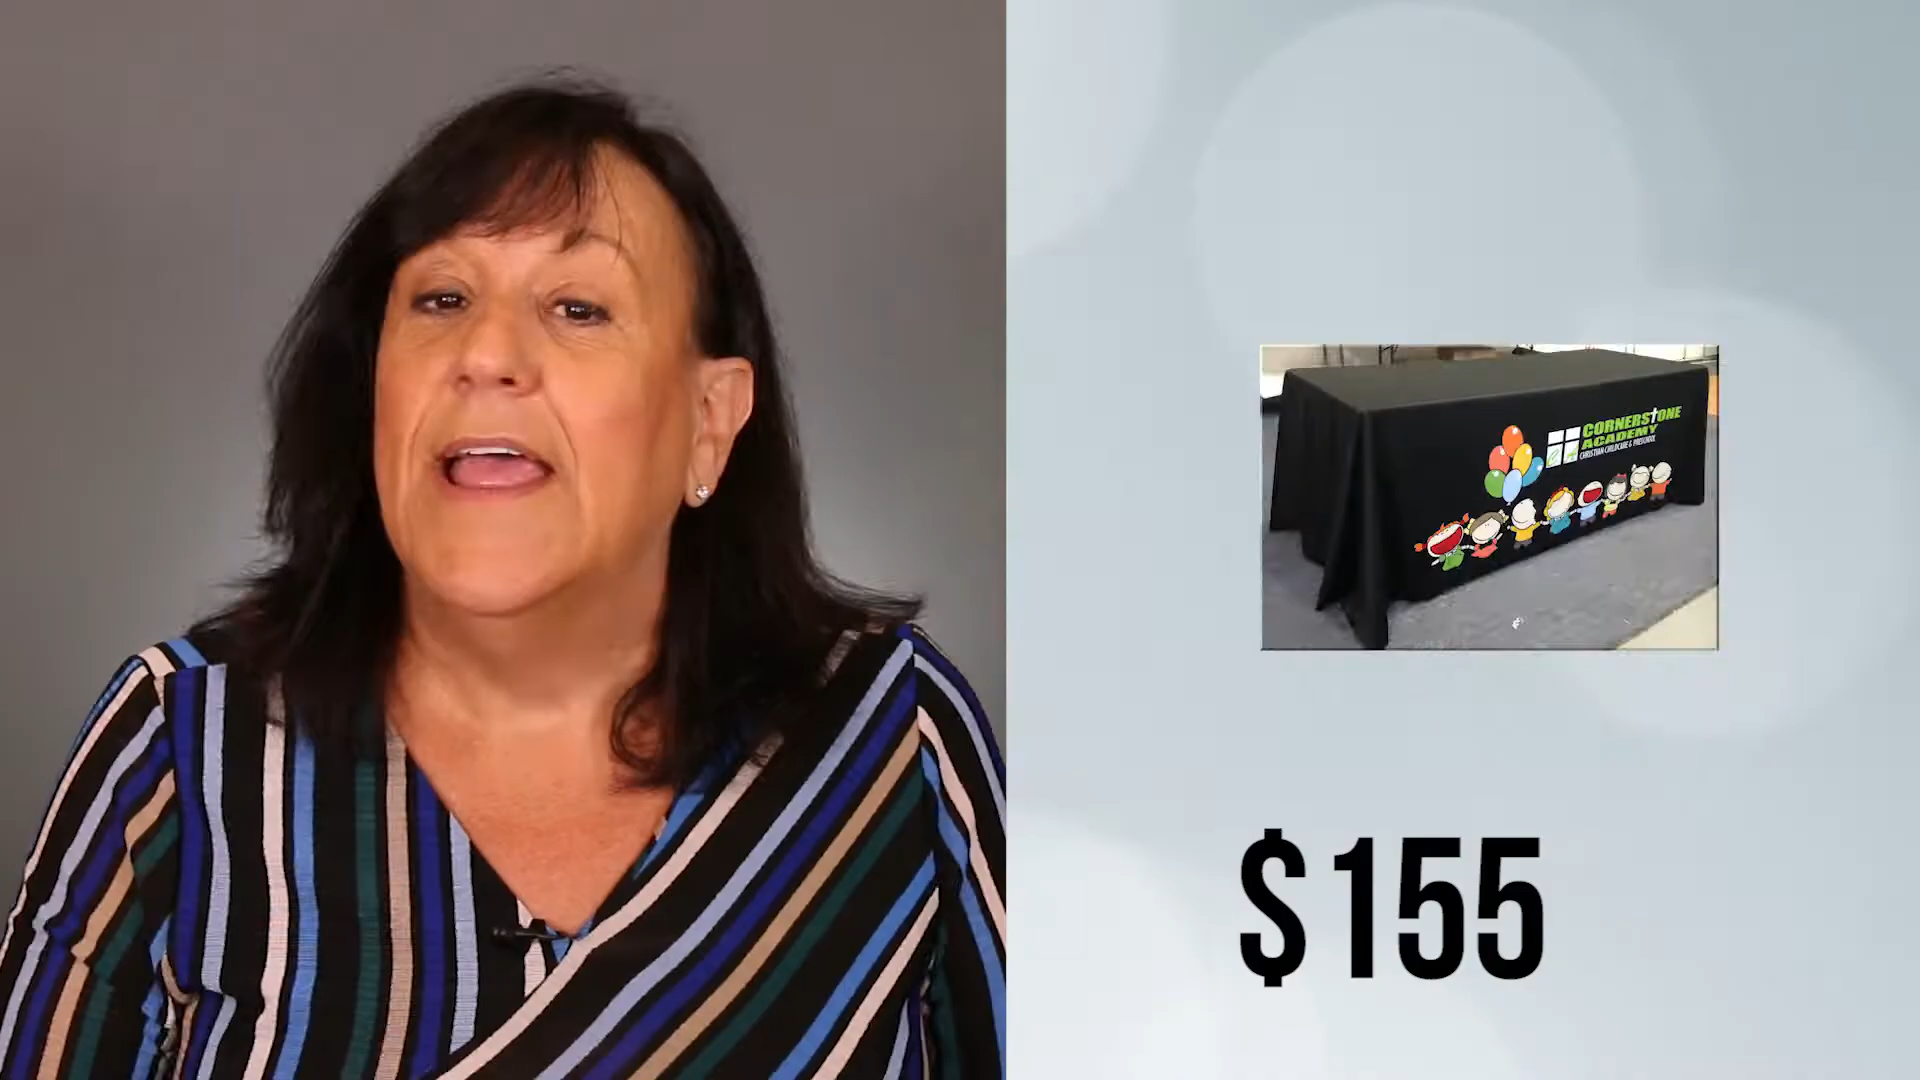 CORNERSTONE
ACADEMY
CHRISTIAN CHILDCARE & PRESCHOOL
$155